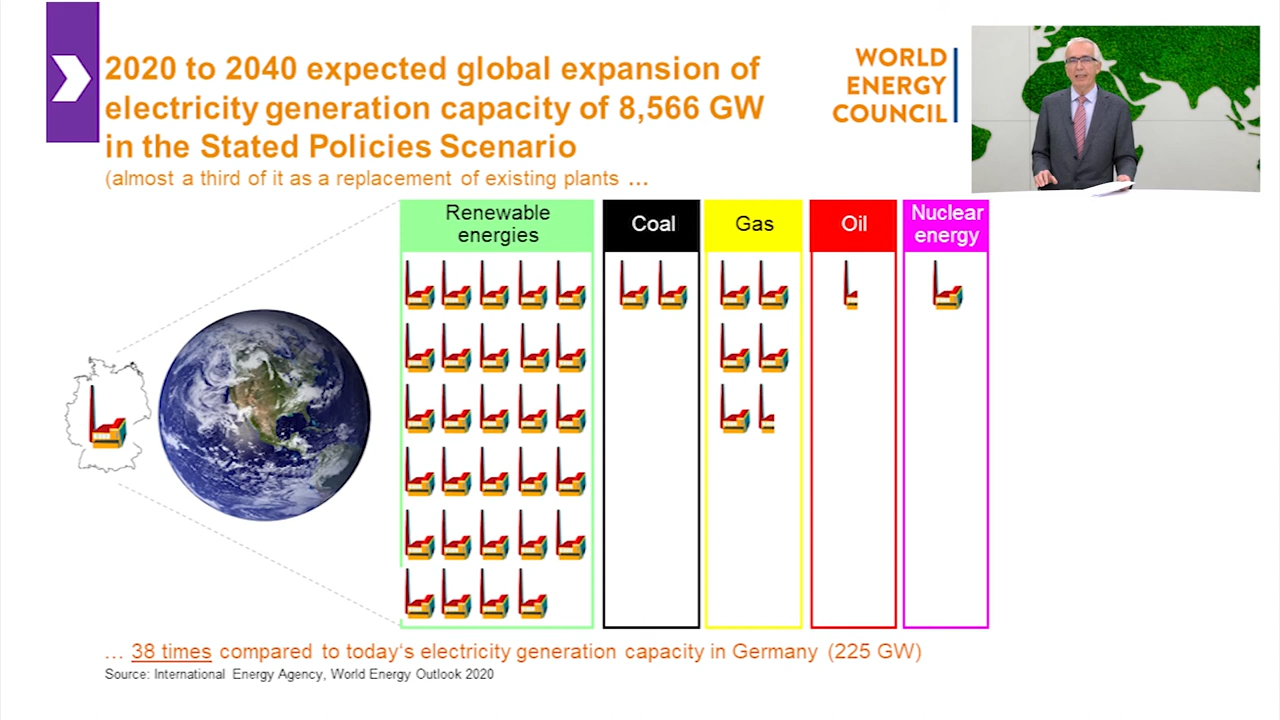 2020 to 2040 expected global expansion of
electricity generation capacity of 8,566 GW
in the Stated Policies Scenario
(almost a third of it as a replacement of existing plants …
WORLD
ENERGY
COUNCIL
Renewable
energies
Coal
Gas
Oil
Nuclear
energy
… 38 times compared to today‘s electricity generation capacity in Germany (225 GW)
Source: International Energy Agency, World Energy Outlook 2020